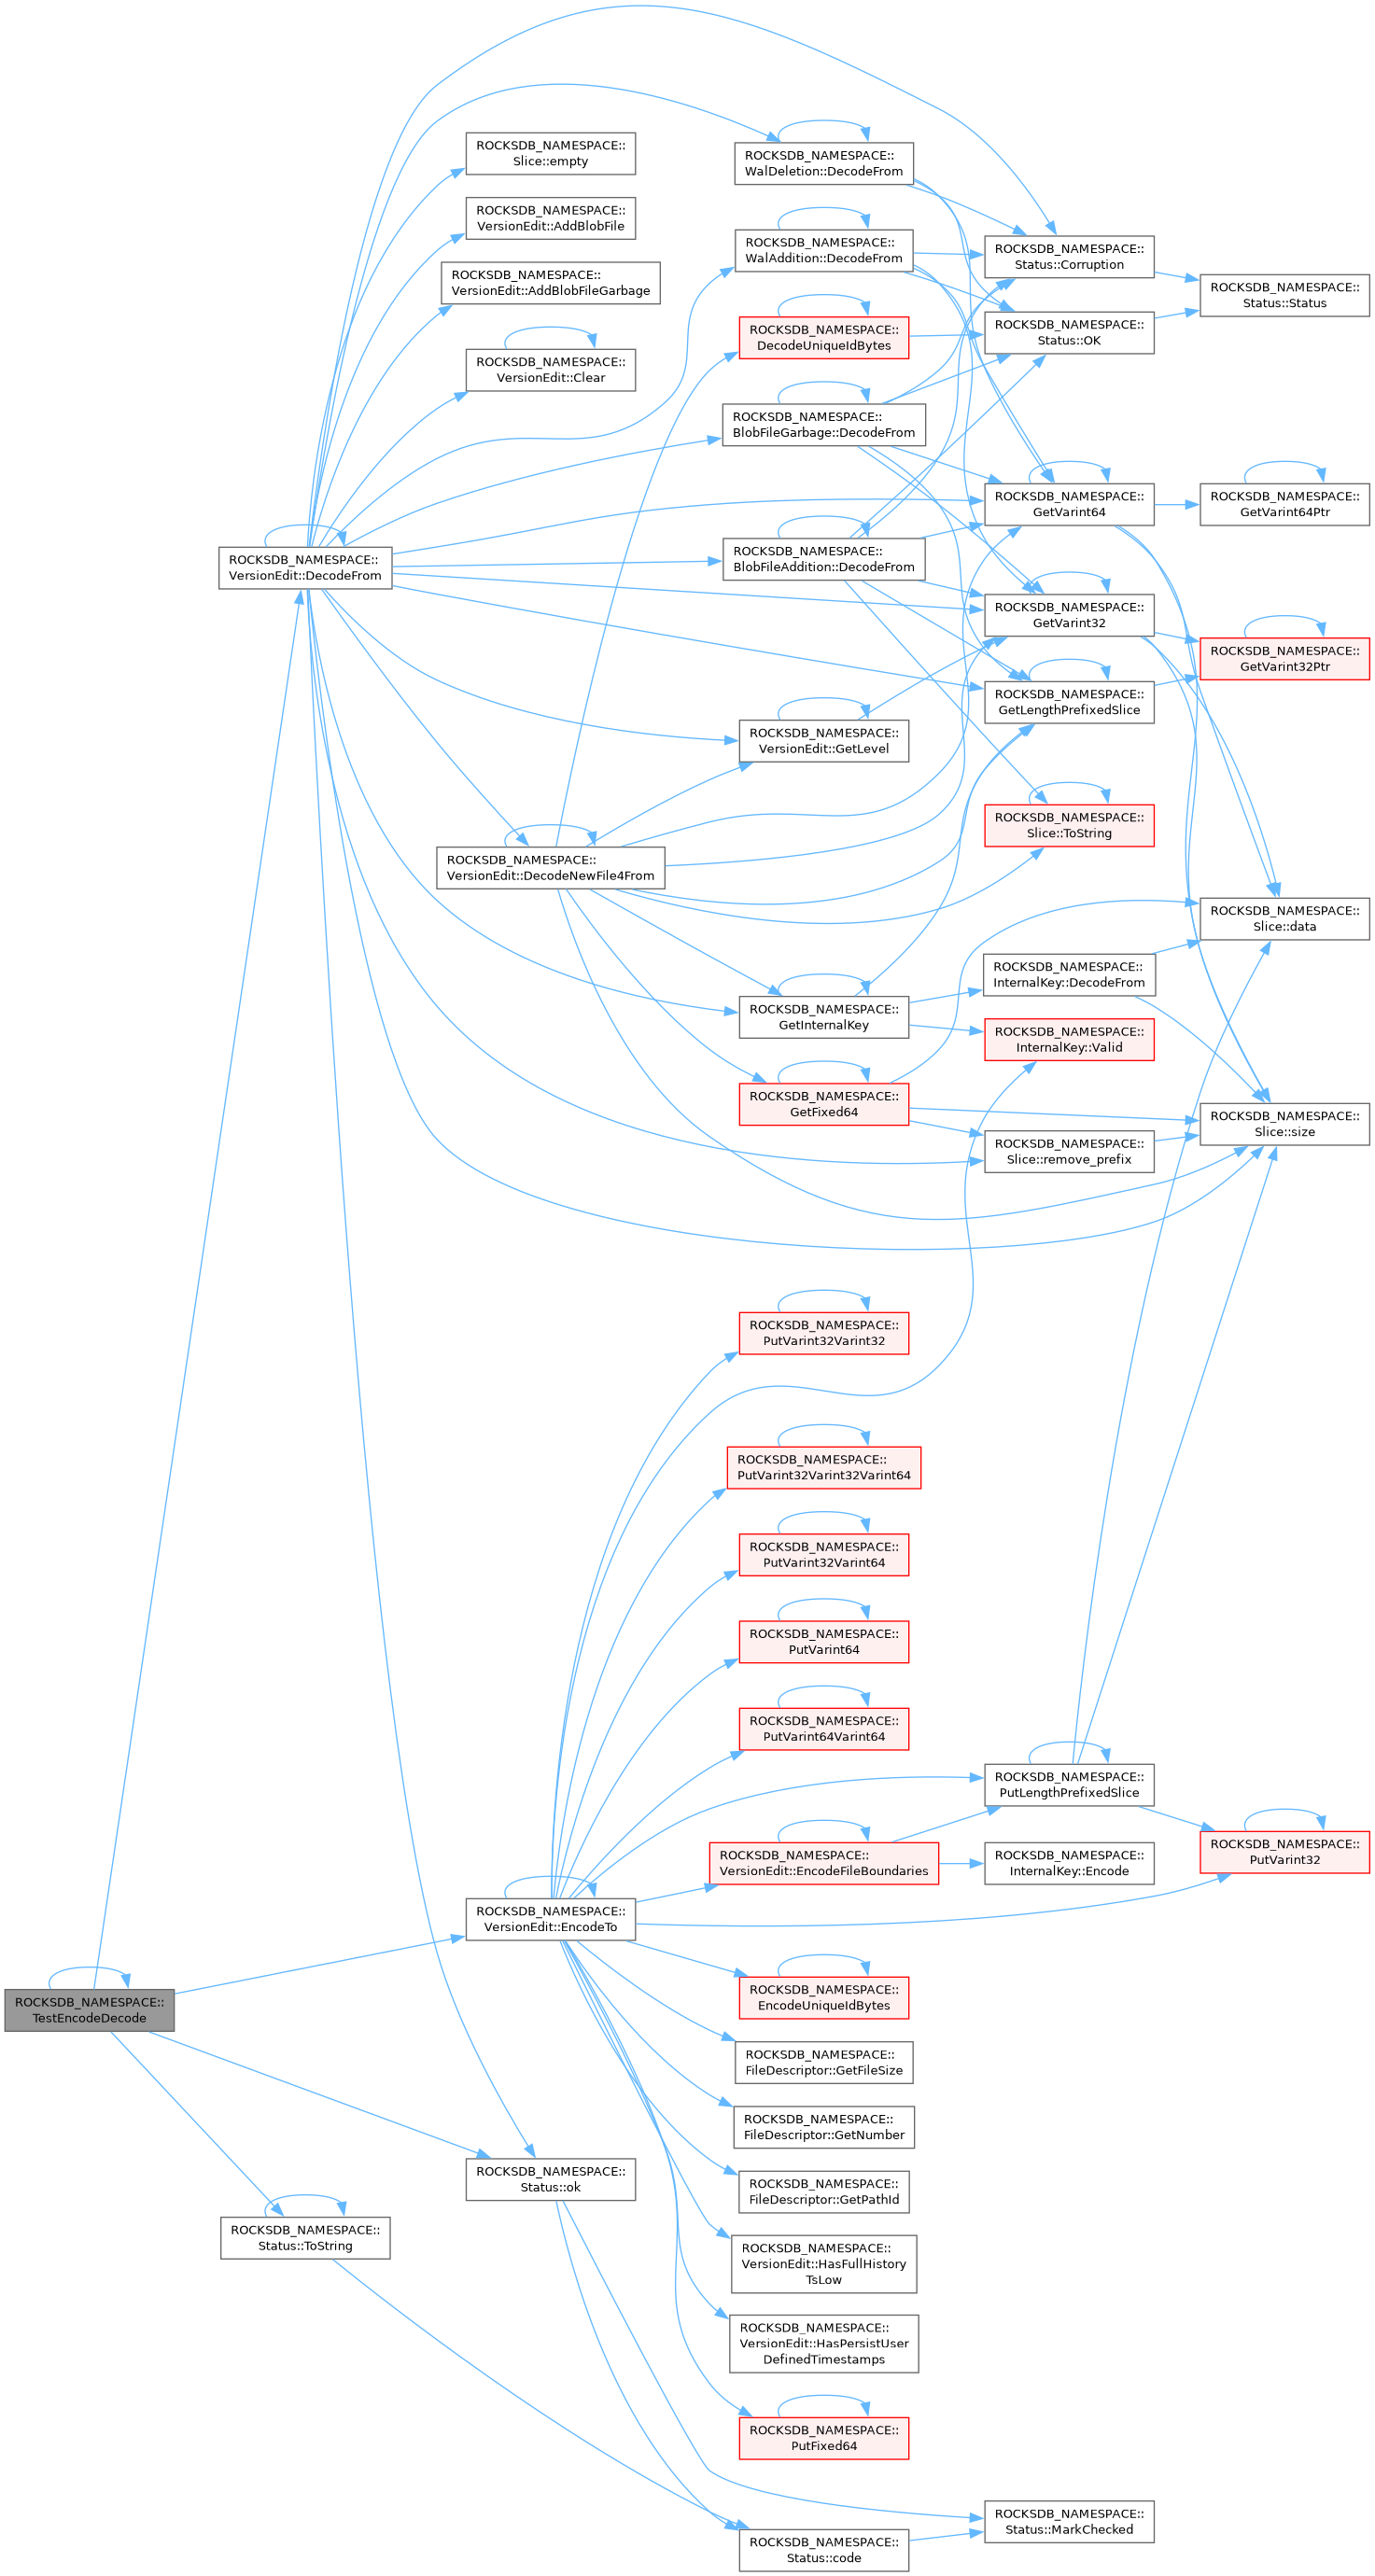 ROCKSDB_NAMESPACE::
TestEncodeDecode
ROCKSDB_NAMESPACE::
VersionEdit::DecodeFrom
ROCKSDB_NAMESPACE::
Status::ToString
ROCKSDB_NAMESPACE::
Slice::empty
ROCKSDB_NAMESPACE::
VersionEdit::AddBlobFile
ROCKSDB_NAMESPACE::
VersionEdit::AddBlobFileGarbage
ROCKSDB_NAMESPACE::
VersionEdit::Clear
ROCKSDB_NAMESPACE::
VersionEdit::DecodeNewFile4From
ROCKSDB_NAMESPACE::
VersionEdit::EncodeTo
ROCKSDB_NAMESPACE::
Status::ok
ROCKSDB_NAMESPACE::
WalDeletion::DecodeFrom
ROCKSDB_NAMESPACE::
WalAddition::DecodeFrom
ROCKSDB_NAMESPACE::
DecodeUniqueIdBytes
ROCKSDB_NAMESPACE::
BlobFileGarbage::DecodeFrom
ROCKSDB_NAMESPACE::
BlobFileAddition::DecodeFrom
ROCKSDB_NAMESPACE::
VersionEdit::GetLevel
ROCKSDB_NAMESPACE::
GetInternalKey
ROCKSDB_NAMESPACE::
GetFixed64
ROCKSDB_NAMESPACE::
PutVarint32Varint32
ROCKSDB_NAMESPACE::
PutVarint32Varint32Varint64
ROCKSDB_NAMESPACE::
PutVarint32Varint64
ROCKSDB_NAMESPACE::
PutVarint64
ROCKSDB_NAMESPACE::
PutVarint64Varint64
ROCKSDB_NAMESPACE::
VersionEdit::EncodeFileBoundaries
ROCKSDB_NAMESPACE::
EncodeUniqueIdBytes
ROCKSDB_NAMESPACE::
FileDescriptor::GetFileSize
ROCKSDB_NAMESPACE::
FileDescriptor::GetNumber
ROCKSDB_NAMESPACE::
FileDescriptor::GetPathId
ROCKSDB_NAMESPACE::
VersionEdit::HasFullHistory
TsLow
ROCKSDB_NAMESPACE::
VersionEdit::HasPersistUser
DefinedTimestamps
ROCKSDB_NAMESPACE::
PutFixed64
ROCKSDB_NAMESPACE::
Status::code
ROCKSDB_NAMESPACE::
Status::Corruption
ROCKSDB_NAMESPACE::
Status::OK
ROCKSDB_NAMESPACE::
GetVarint64
ROCKSDB_NAMESPACE::
GetVarint32
ROCKSDB_NAMESPACE::
GetLengthPrefixedSlice
ROCKSDB_NAMESPACE::
Slice::ToString
ROCKSDB_NAMESPACE::
InternalKey::DecodeFrom
ROCKSDB_NAMESPACE::
InternalKey::Valid
ROCKSDB_NAMESPACE::
Slice::remove_prefix
ROCKSDB_NAMESPACE::
PutLengthPrefixedSlice
ROCKSDB_NAMESPACE::
InternalKey::Encode
ROCKSDB_NAMESPACE::
Status::MarkChecked
ROCKSDB_NAMESPACE::
Status::Status
ROCKSDB_NAMESPACE::
GetVarint64Ptr
ROCKSDB_NAMESPACE::
GetVarint32Ptr
ROCKSDB_NAMESPACE::
Slice::data
ROCKSDB_NAMESPACE::
Slice::size
ROCKSDB_NAMESPACE::
PutVarint32